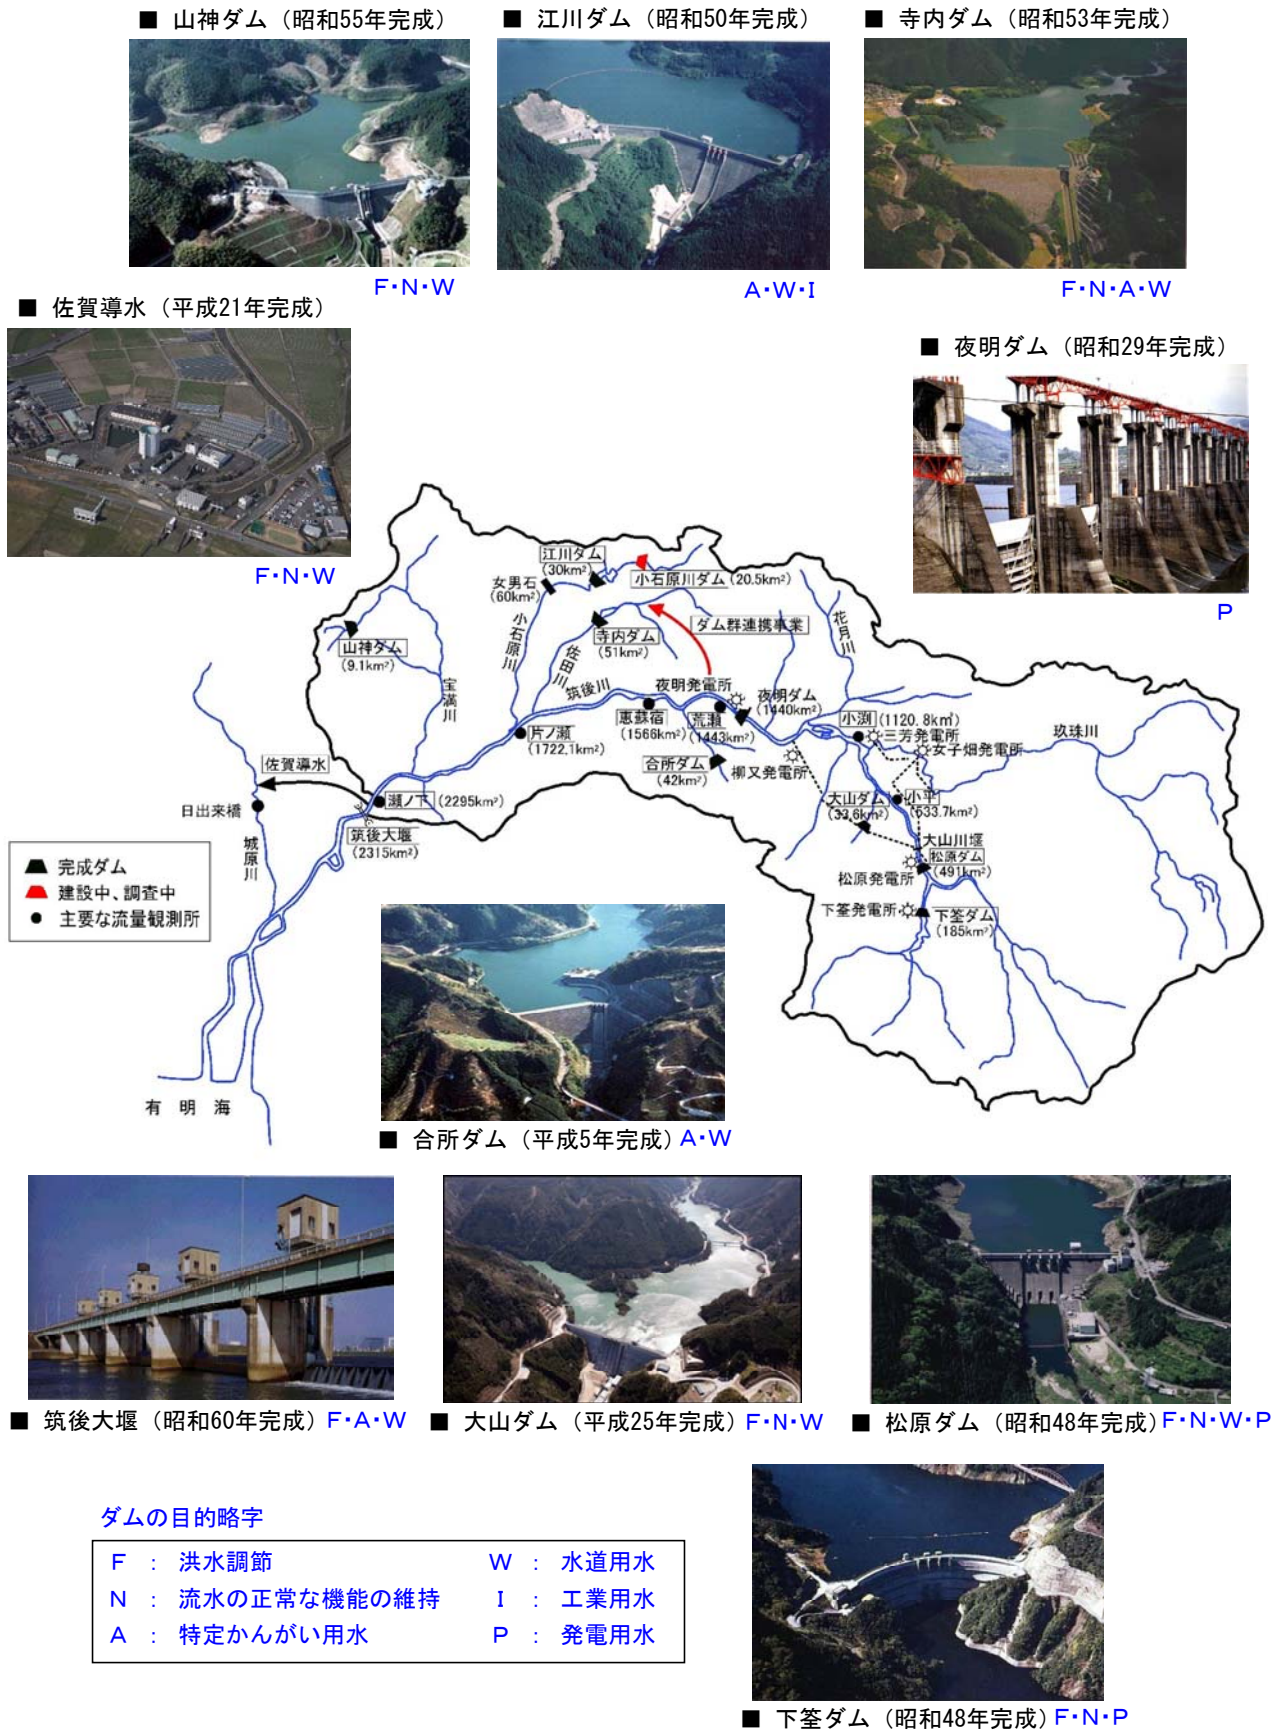 ■ 山神ダム（昭和55年完成）
■ 江川ダム（昭和50年完成）
■ 寺内ダム（昭和53年完成）
F・N・W
A・W・I
F・N・A・W
■ 佐賀導水（平成21年完成）
■ 夜明ダム（昭和29年完成）
F・N・W
P
江川ダム
(30km²)
女男石
(60km²)
小石原川ダム(20.5km²)
小石原川
寺内ダム
(51km²)
佐田川
ダム群連携事業
花月川
山神ダム
(9.1km²)
宝満川
筑後川
夜明発電所
夜明ダム
(1440km²)
恵蘇宿
(1566km²)
荒瀬
(1443km²)
小渕(1120.8k㎡)
三芳発電所
女子畑発電所
玖珠川
片ノ瀬
(1722.1km²)
合所ダム
(42km²)
柳又発電所
佐賀導水
瀬ノ下(2295km²)
日出来橋
城原川
筑後大堰
(2315km²)
大山ダム
(33.6km²)
小平
(533.7km²)
大山川堰
松原ダム
(491km²)
松原発電所
下筌発電所
下筌ダム
(185km²)
完成ダム
建設中、調査中
主要な流量観測所
有明海
■ 合所ダム（平成5年完成）A・W
■ 筑後大堰（昭和60年完成）F・A・W
■ 大山ダム（平成25年完成）F・N・W
■ 松原ダム（昭和48年完成）F・N・W・P
ダムの目的略字
F ： 洪水調節
W ： 水道用水
N ： 流水の正常な機能の維持
I ： 工業用水
A ： 特定かんがい用水
P ： 発電用水
■ 下筌ダム（昭和48年完成）F・N・P